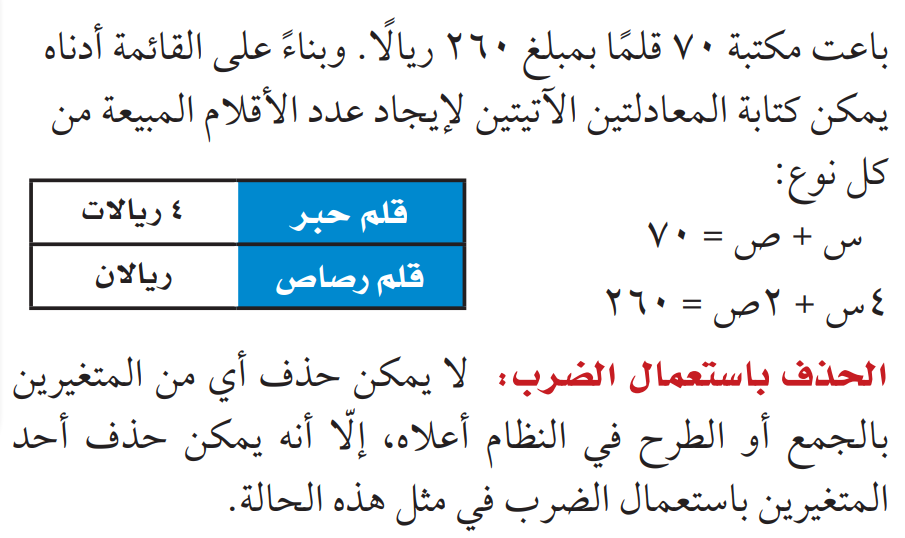 باعت مكتبة ٧٠ قلمًا بمبلغ ٢٦٠ ريالًا. وبناءً على القائمة أدناه
يمكن كتابة المعادلتين الآتيتين لإيجاد عدد الأقلام المبيعة من
كل نوع:
س + ص = ٧٠
٤س + ٢ص = ٢٦٠
قلم حبر ٤ ريالات
قلم رصاص ريالان
الحذف باستعمال الضرب: لا يمكن حذف أي من المتغيرين
بالجمع أو الطرح في النظام أعلاه، إلّا أنه يمكن حذف أحد
المتغيرين باستعمال الضرب في مثل هذه الحالة.